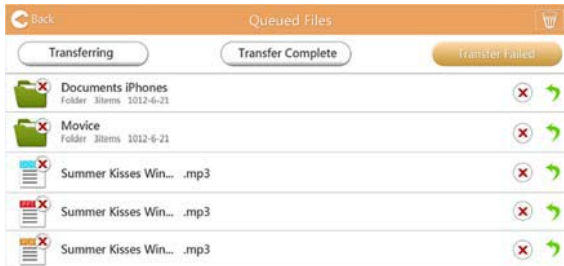 Back
Queued Files
Transferring
Transfer Complete
Transfer Failed
Documents iPhones
Folder 3items 1012-6-21
Movice
Folder 3items 1012-6-21
Summer Kisses Win... .mp3
Summer Kisses Win... .mp3
Summer Kisses Win... .mp3